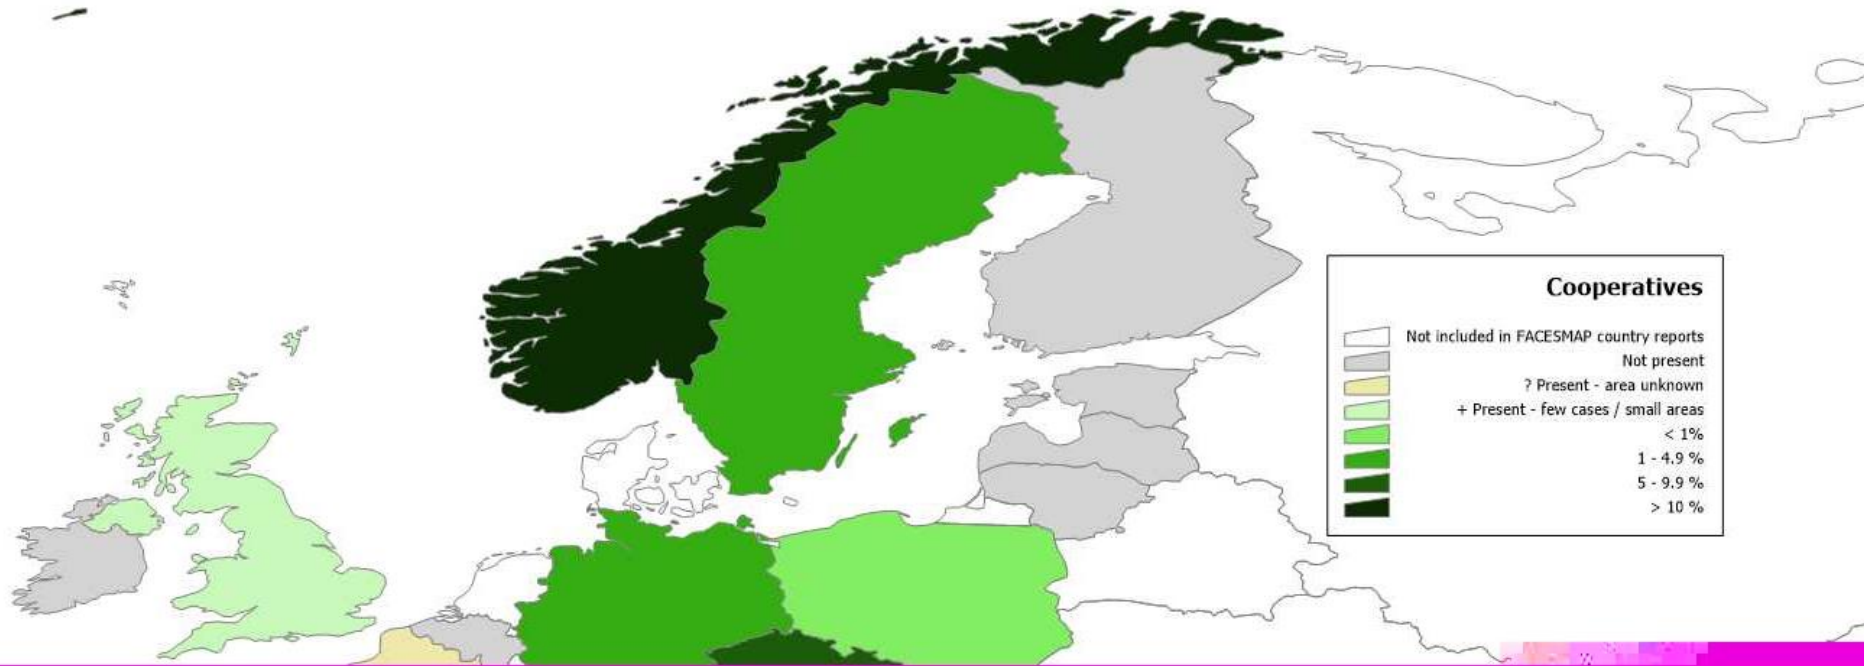 Cooperatives
Not included in FACESMAP country reports
Not present
? Present - area unknown
+ Present - few cases / small areas
< 1%
1 - 4.9 %
5 - 9.9 %
> 10 %